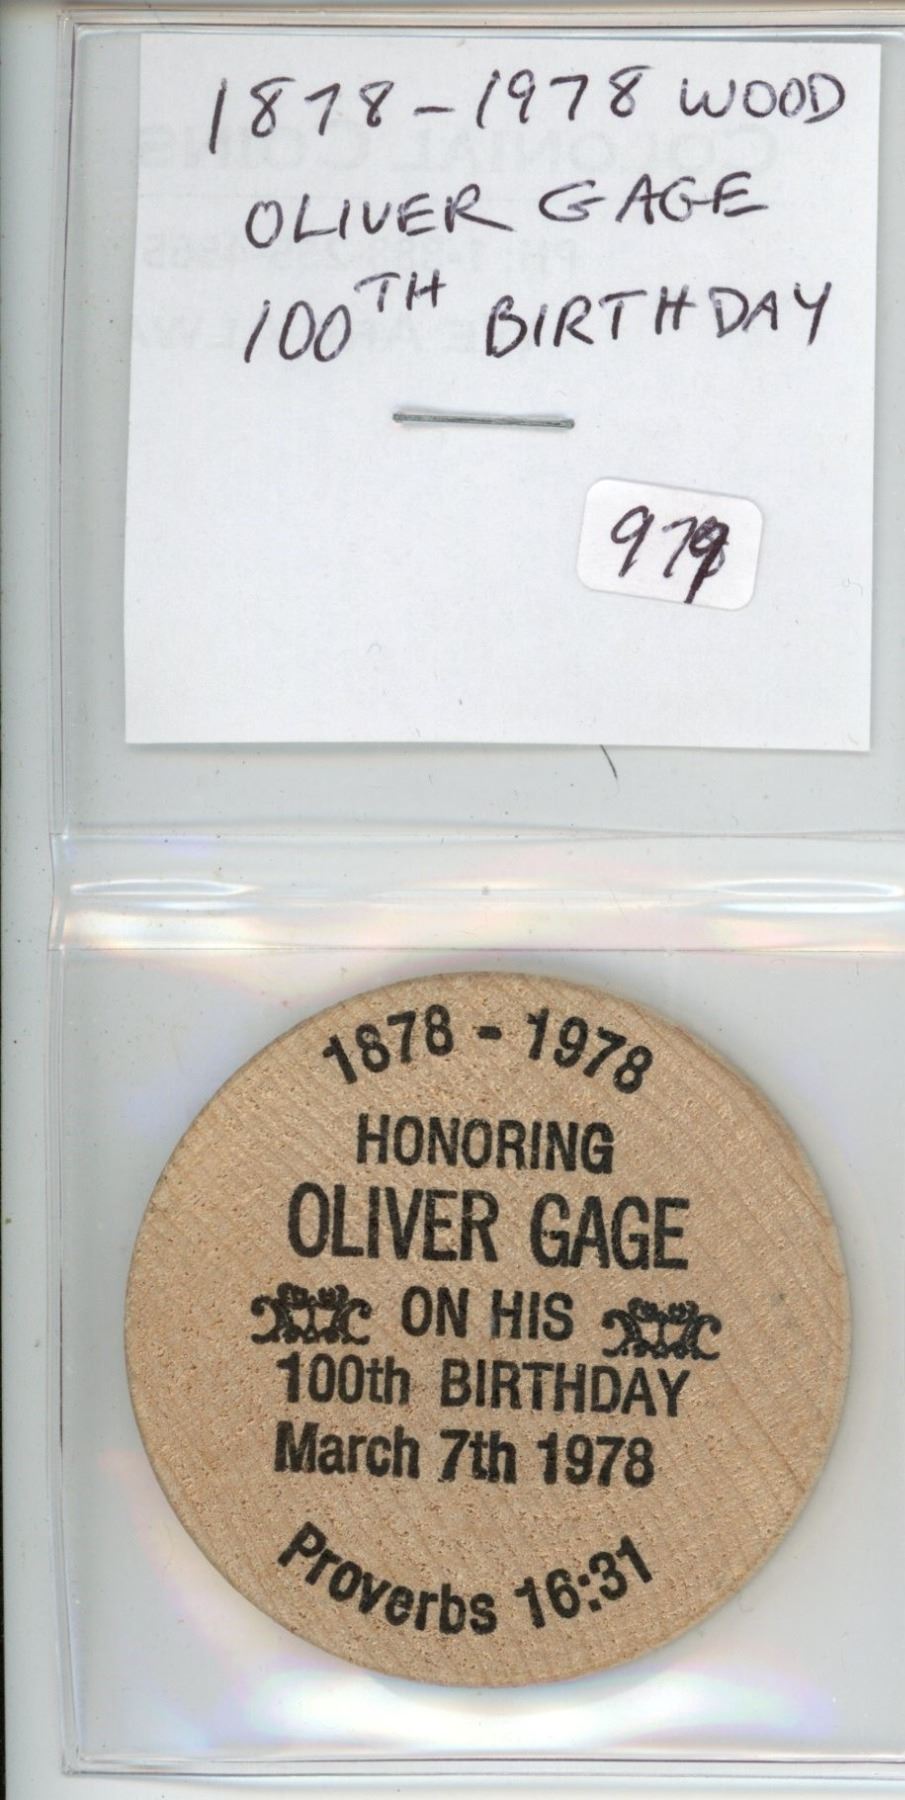 1878-1978 WOOD
OLIVER GAGE
100TH BIRTHDAY
979
1878 - 1978
HONORING
OLIVER GAGE
ON HIS
100th BIRTHDAY
March 7th 1978
Proverbs 16:31